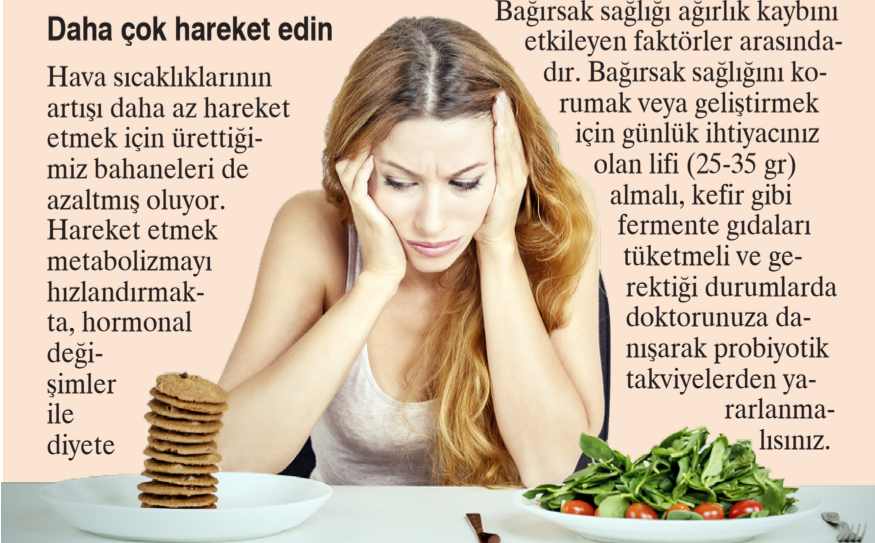 Daha çok hareket edin
Hava sıcaklıklarının
artışı daha az hareket
etmek için ürettiği-
miz bahaneleri de
azaltmış oluyor.
Hareket etmek
metabolizmayı
hızlandırmak-
ta, hormonal
deği-
şimler
ile
diyete
Bağırsak sağlığı ağırlık kaybını
etkileyen faktörler arasında-
dır. Bağırsak sağlığını ko-
rumak veya geliştirmek
için günlük ihtiyacınız
olan lifi (25-35 gr)
almalı, kefir gibi
fermente gıdaları
tüketmeli ve ge-
rektiği durumlarda
doktorunuza da-
nışarak probiyotik
takviyelerden ya-
rarlanma-
lısınız.